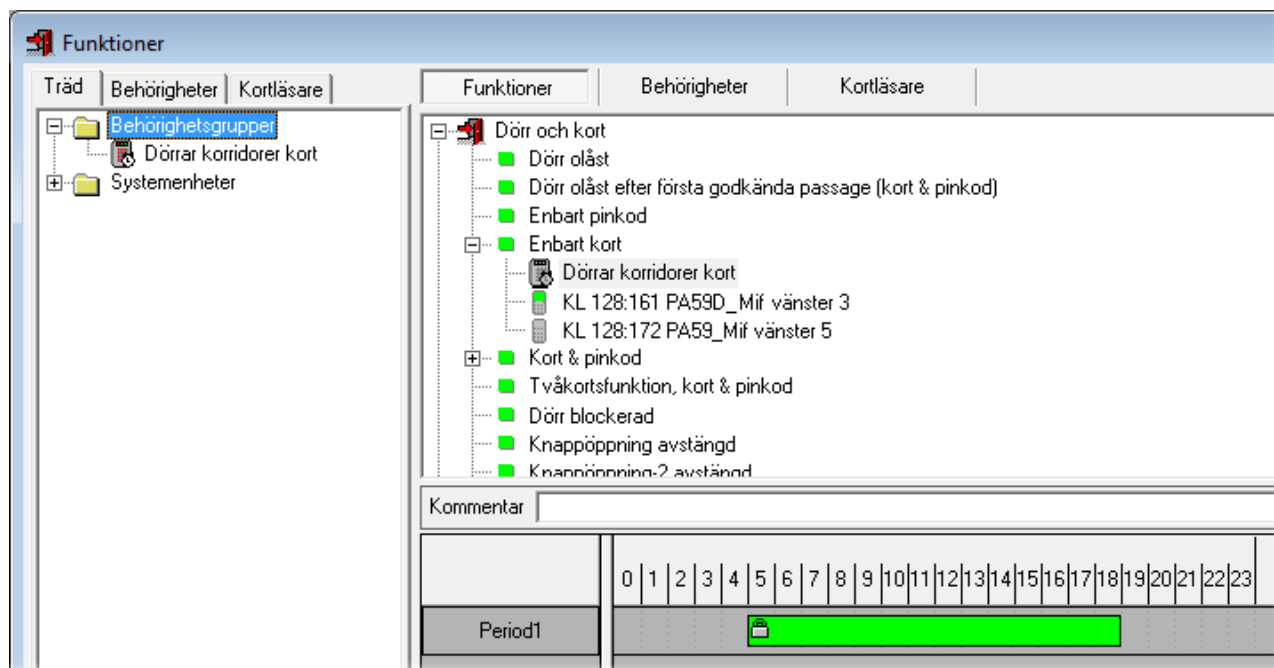 Funktioner
Träd Behörigheter Kortläsare
Behörighetsgrupper
Dörrar korridorer kort
Systemenheter
Funktioner Behörigheter Kortläsare
Dörr och kort
Dörr olåst
Dörr olåst efter första godkända passage (kort & pinkod)
Enbart pinkod
Enbart kort
Dörrar korridorer kort
KL 128:161 PA59D_Mif vänster 3
KL 128:172 PA59_Mif vänster 5
Kort & pinkod
Tvåkortsfunktion, kort & pinkod
Dörr blockerad
Knappöppning avstängd
Knappöppning-2 avstängd
Kommentar
0 1 2 3 4 5 6 7 8 9 10 11 12 13 14 15 16 17 18 19 20 21 22 23
Period1